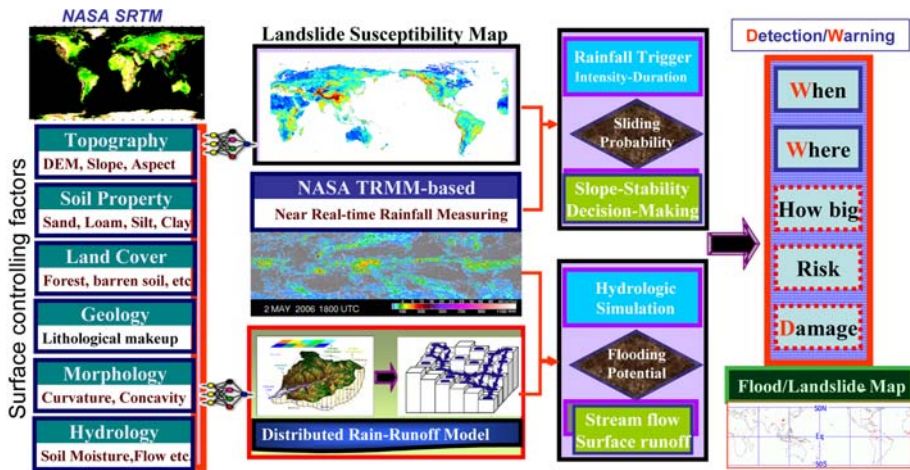 NASA SRTM
Surface controlling factors
Topography
DEM, Slope, Aspect
Soil Property
Sand, Loam, Silt, Clay
Land Cover
Forest, barren soil, etc
Geology
Lithological makeup
Morphology
Curvature, Concavity
Hydrology
Soil Moisture,Flow etc.
Landslide Susceptibility Map
NASA TRMM-based
Near Real-time Rainfall Measuring
2 MAY 2006 1800 UTC
Distributed Rain-Runoff Model
Rainfall Trigger
Intensity-Duration
Sliding
Probability
Slope-Stability
Decision-Making
Hydrologic
Simulation
Flooding
Potential
Stream flow
Surface runoff
Detection/Warning
When
Where
How big
Risk
Damage
Flood/Landslide Map
50N
Eq
50S